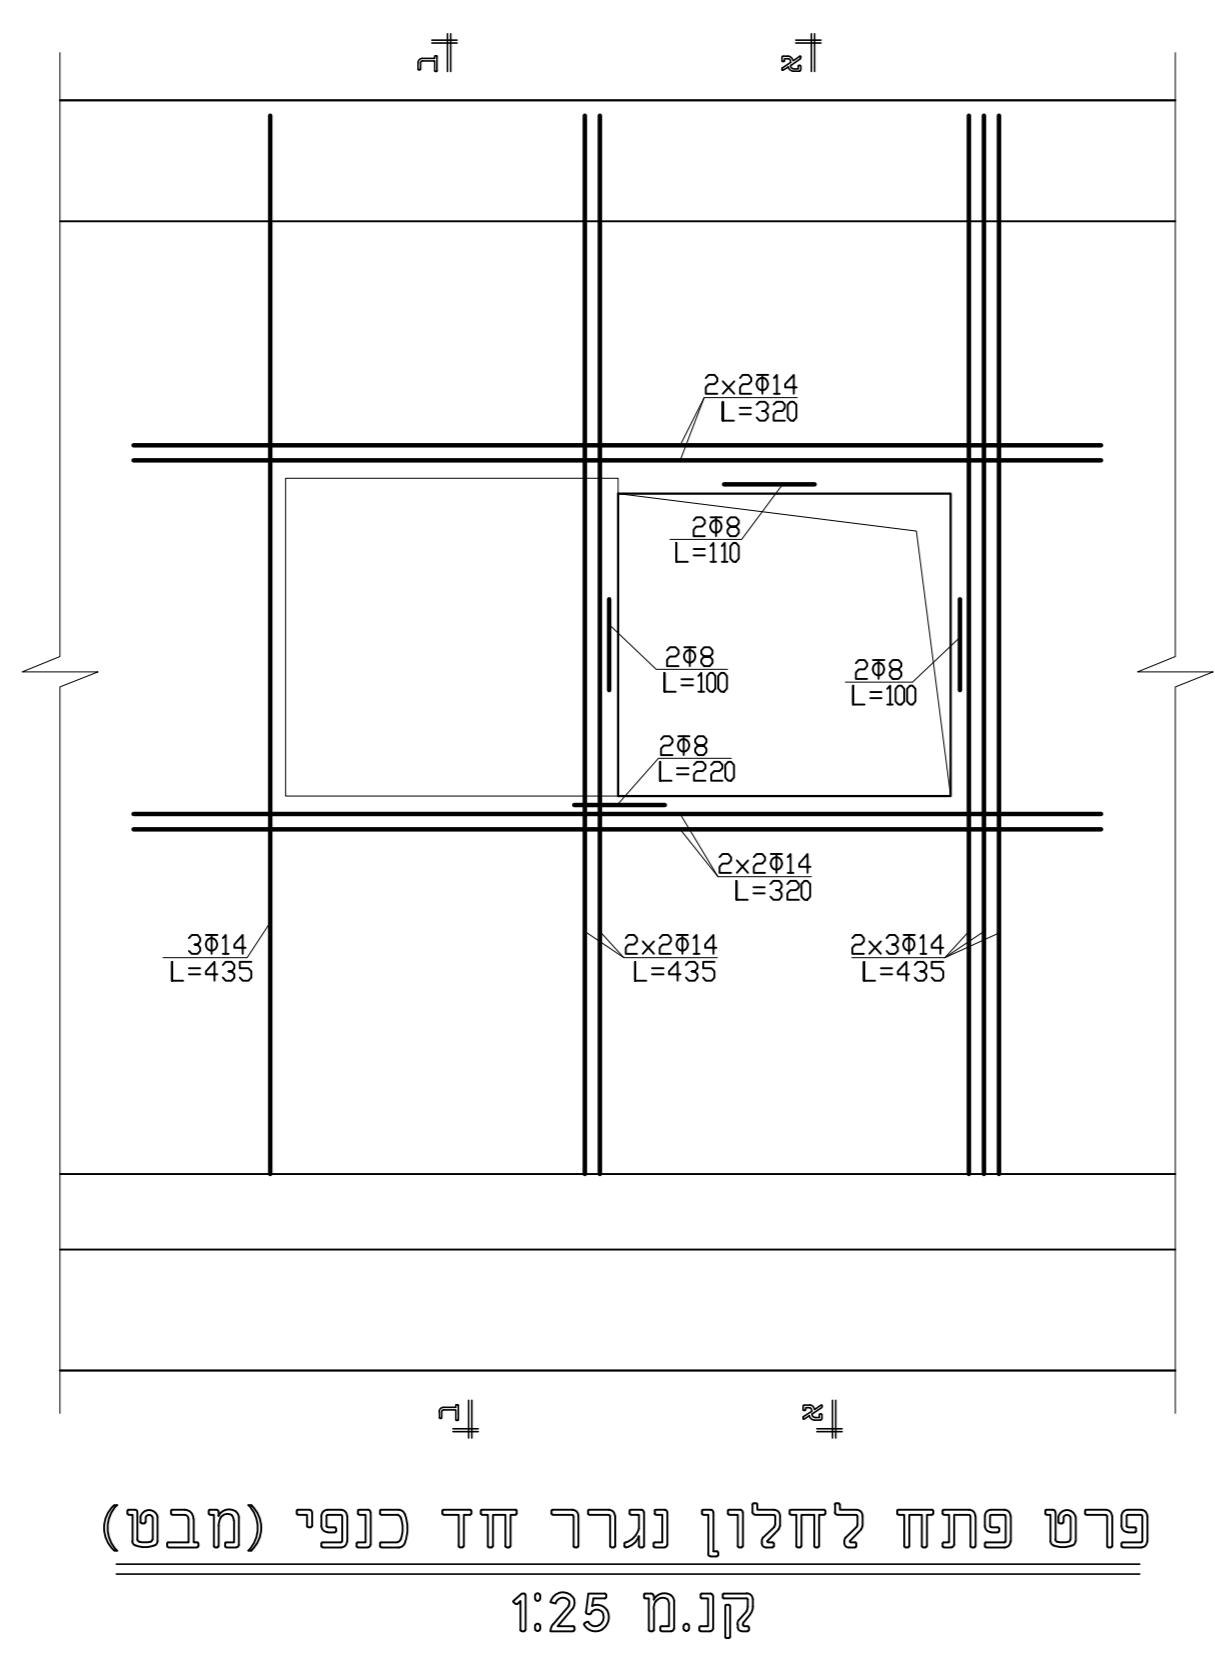 ר א
2x2Φ14
L=320
2Φ8
L=110
2Φ8
L=100
2Φ8
L=100
2Φ8
L=220
2x2Φ14
L=320
3Φ14
L=435
2x2Φ14
L=435
2x3Φ14
L=435
ר א
פרט פתח לחלון נגרר חד כנפי (מבט)
קנ.מ 1:25